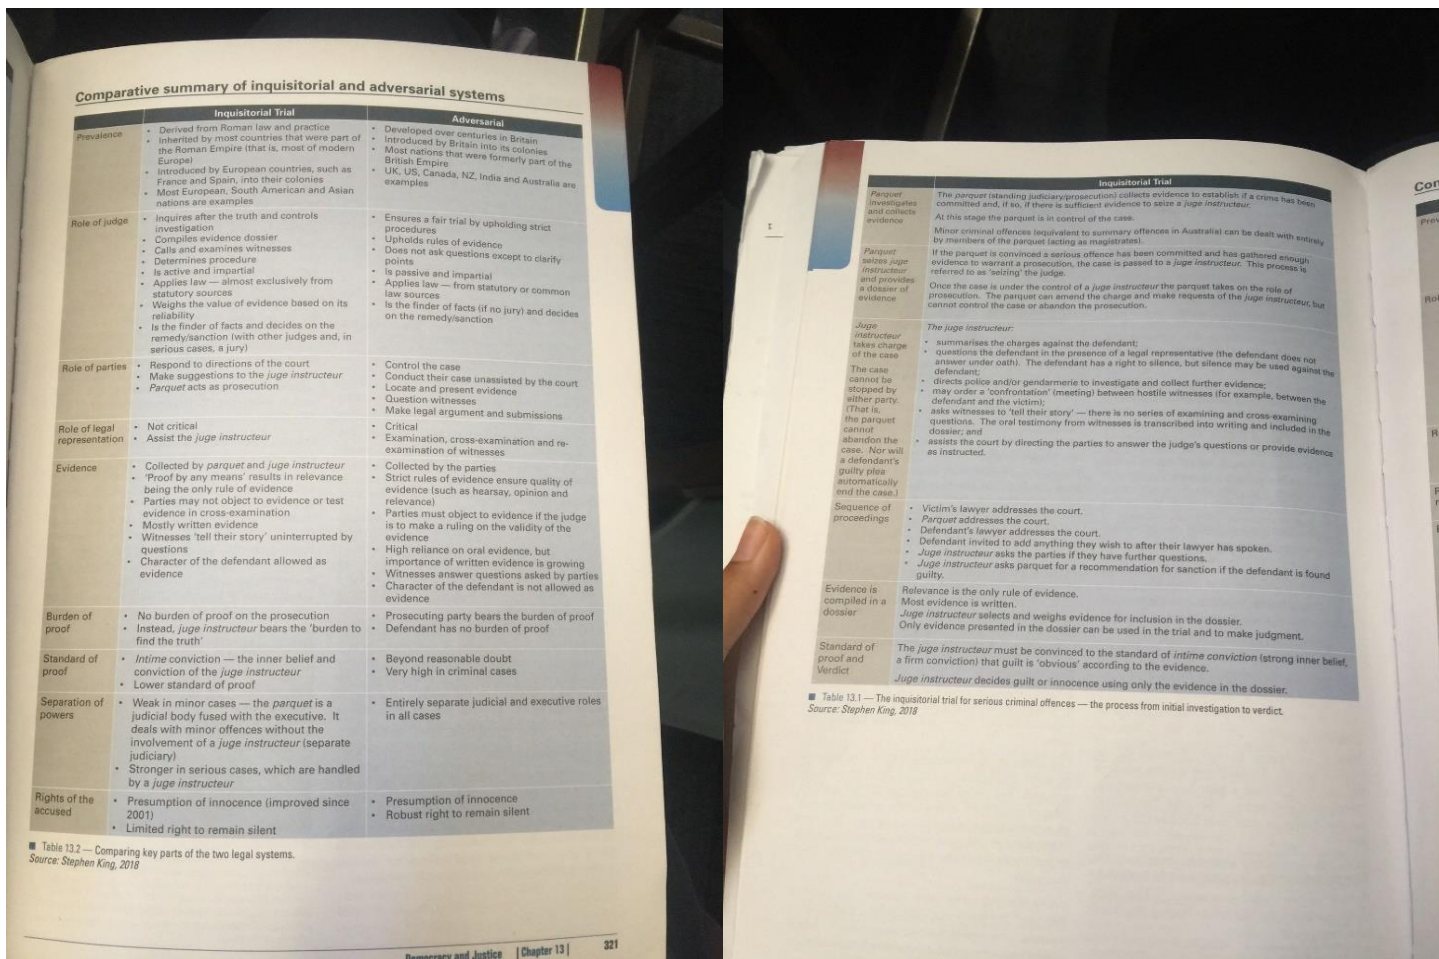 Comparative summary of inquisitorial and adversarial systems
Inquisitorial Trial
Adversarial
Prevalence
• Derived from Roman law and practice
• Inherited by most countries that were part of
the Roman Empire (that is, most of modern
Europe)
• Introduced by European countries, such as
France and Spain, into their colonies
• Most European, South American and Asian
nations are examples
• Developed over centuries in Britain
• Introduced by Britain into its colonies
• Most nations that were formerly part of the
British Empire
• UK, US, Canada, NZ, India and Australia are
examples
Role of judge
• Inquires after the truth and controls
investigation
• Compiles evidence dossier
• Calls and examines witnesses
• Determines procedure
• Is active and impartial
• Applies law — almost exclusively from
statutory sources
• Weighs the value of evidence based on its
reliability
• Is the finder of facts and decides on the
remedy/sanction (with other judges and, in
serious cases, a jury)
• Ensures a fair trial by upholding strict
procedures
• Upholds rules of evidence
• Does not ask questions except to clarify
points
• Is passive and impartial
• Applies law — from statutory or common
law sources
• Is the finder of facts (if no jury) and decides
on the remedy/sanction
Role of parties
• Respond to directions of the court
• Make suggestions to the juge instructeur
• Parquet acts as prosecution
• Control the case
• Conduct their case unassisted by the court
• Locate and present evidence
• Question witnesses
• Make legal argument and submissions
Role of legal
representation
• Not critical
• Assist the juge instructeur
• Critical
• Examination, cross-examination and re-
examination of witnesses
Evidence
• Collected by parquet and juge instructeur
• 'Proof by any means' results in relevance
being the only rule of evidence
• Parties may not object to evidence or test
evidence in cross-examination
• Mostly written evidence
• Witnesses 'tell their story' uninterrupted by
questions
• Character of the defendant allowed as
evidence
• Collected by the parties
• Strict rules of evidence ensure quality of
evidence (such as hearsay, opinion and
relevance)
• Parties must object to evidence if the judge
is to make a ruling on the validity of the
evidence
• High reliance on oral evidence, but
importance of written evidence is growing
• Witnesses answer questions asked by parties
• Character of the defendant is not allowed as
evidence
Burden of
proof
• No burden of proof on the prosecution
• Instead, juge instructeur bears the 'burden to
find the truth'
• Prosecuting party bears the burden of proof
• Defendant has no burden of proof
Standard of
proof
• Intime conviction — the inner belief and
conviction of the juge instructeur
• Lower standard of proof
• Beyond reasonable doubt
• Very high in criminal cases
Separation of
powers
• Weak in minor cases — the parquet is a
judicial body fused with the executive. It
deals with minor offences without the
involvement of a juge instructeur (separate
judiciary)
• Stronger in serious cases, which are handled
by a juge instructeur
• Entirely separate judicial and executive roles
in all cases
Rights of the
accused
• Presumption of innocence (improved since
2001)
• Limited right to remain silent
• Presumption of innocence
• Robust right to remain silent
■ Table 13.2 — Comparing key parts of the two legal systems.
Source: Stephen King, 2018
Democracy and Justice | Chapter 13 | 321
Inquisitorial Trial
Parquet
investigates
and collects
evidence
The parquet (standing judiciary/prosecution) collects evidence to establish if a crime has been
committed and, if so, if there is sufficient evidence to seize a juge instructeur.
At this stage the parquet is in control of the case.
Minor criminal offences (equivalent to summary offences in Australia) can be dealt with entirely
by members of the parquet (acting as magistrates).
Parquet
seizes juge
instructeur
and provides
a dossier of
evidence
If the parquet is convinced a serious offence has been committed and has gathered enough
evidence to warrant a prosecution, the case is passed to a juge instructeur. This process is
referred to as 'seizing' the judge.
Once the case is under the control of a juge instructeur the parquet takes on the role of
prosecution. The parquet can amend the charge and make requests of the juge instructeur, but
cannot control the case or abandon the prosecution.
Juge
instructeur
takes charge
of the case
The case
cannot be
stopped by
either party.
(That is,
the parquet
cannot
abandon the
case. Nor will
a defendant's
guilty plea
automatically
end the case.)
The juge instructeur:
• summarises the charges against the defendant;
• questions the defendant in the presence of a legal representative (the defendant does not
answer under oath). The defendant has a right to silence, but silence may be used against the
defendant;
• directs police and/or gendarmerie to investigate and collect further evidence;
• may order a 'confrontation' (meeting) between hostile witnesses (for example, between the
defendant and the victim);
• asks witnesses to 'tell their story' — there is no series of examining and cross-examining
questions. The oral testimony from witnesses is transcribed into writing and included in the
dossier; and
• assists the court by directing the parties to answer the judge's questions or provide evidence
as instructed.
Sequence of
proceedings
• Victim's lawyer addresses the court.
• Parquet addresses the court.
• Defendant's lawyer addresses the court.
• Defendant invited to add anything they wish to after their lawyer has spoken.
• Juge instructeur asks the parties if they have further questions.
• Juge instructeur asks parquet for a recommendation for sanction if the defendant is found
guilty.
Evidence is
compiled in a
dossier
Relevance is the only rule of evidence.
Most evidence is written.
Juge instructeur selects and weighs evidence for inclusion in the dossier.
Only evidence presented in the dossier can be used in the trial and to make judgment.
Standard of
proof and
Verdict
The juge instructeur must be convinced to the standard of intime conviction (strong inner belief,
a firm conviction) that guilt is 'obvious' according to the evidence.
Juge instructeur decides guilt or innocence using only the evidence in the dossier.
■ Table 13.1 — The inquisitorial trial for serious criminal offences — the process from initial investigation to verdict.
Source: Stephen King, 2018